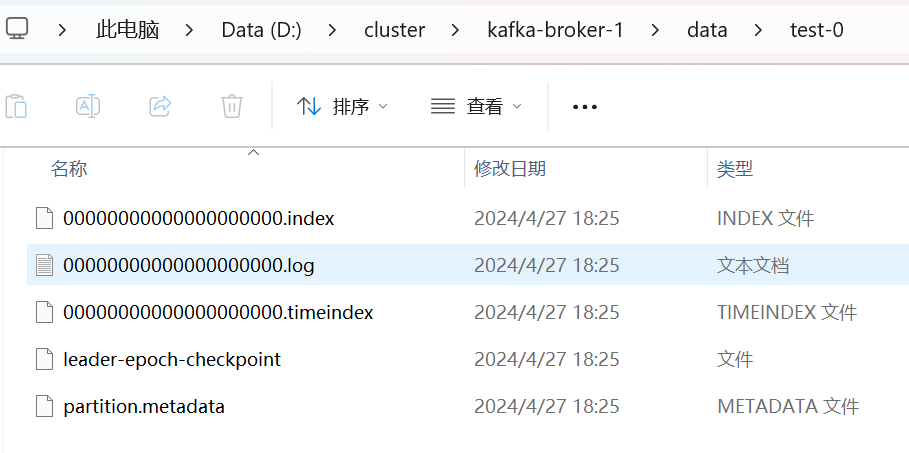 此电脑 > Data (D:) > cluster > kafka-broker-1 > data > test-0
排序 查看
名称 修改日期 类型
00000000000000000000.index 2024/4/27 18:25 INDEX 文件
00000000000000000000.log 2024/4/27 18:25 文本文档
00000000000000000000.timeindex 2024/4/27 18:25 TIMEINDEX 文件
leader-epoch-checkpoint 2024/4/27 18:25 文件
partition.metadata 2024/4/27 18:25 METADATA 文件